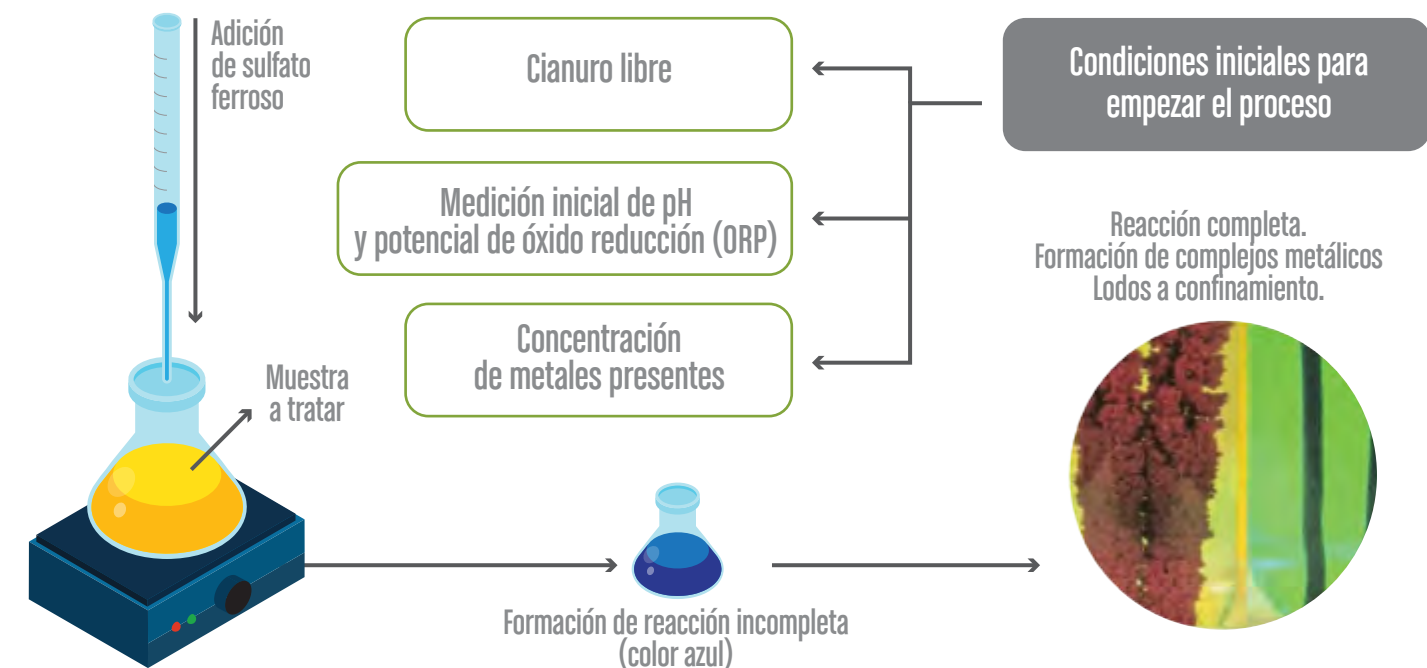 Adición
de sulfato
ferroso
Cianuro libre
Condiciones iniciales para
empezar el proceso
Medición inicial de pH
y potencial de óxido reducción (ORP)
Concentración
de metales presentes
Muestra
a tratar
Reacción completa.
Formación de complejos metálicos
Lodos a confinamiento.
Formación de reacción incompleta
(color azul)